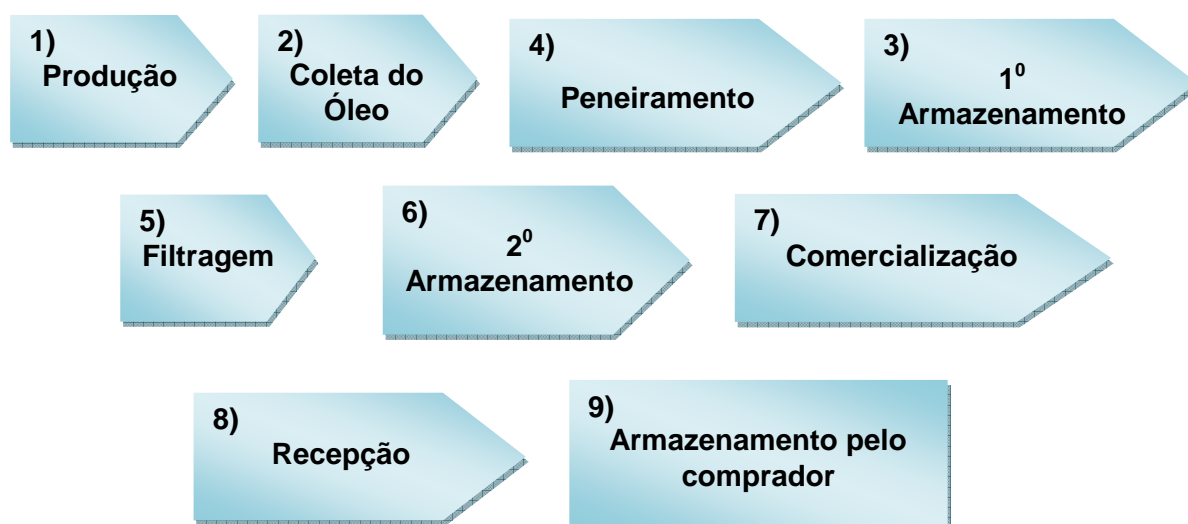 1)
Produção
2)
Coleta do
Óleo
4)
Peneiramento
3)
1⁰
Armazenamento
5)
Filtragem
6)
2⁰
Armazenamento
7)
Comercialização
8)
Recepção
9)
Armazenamento pelo
comprador